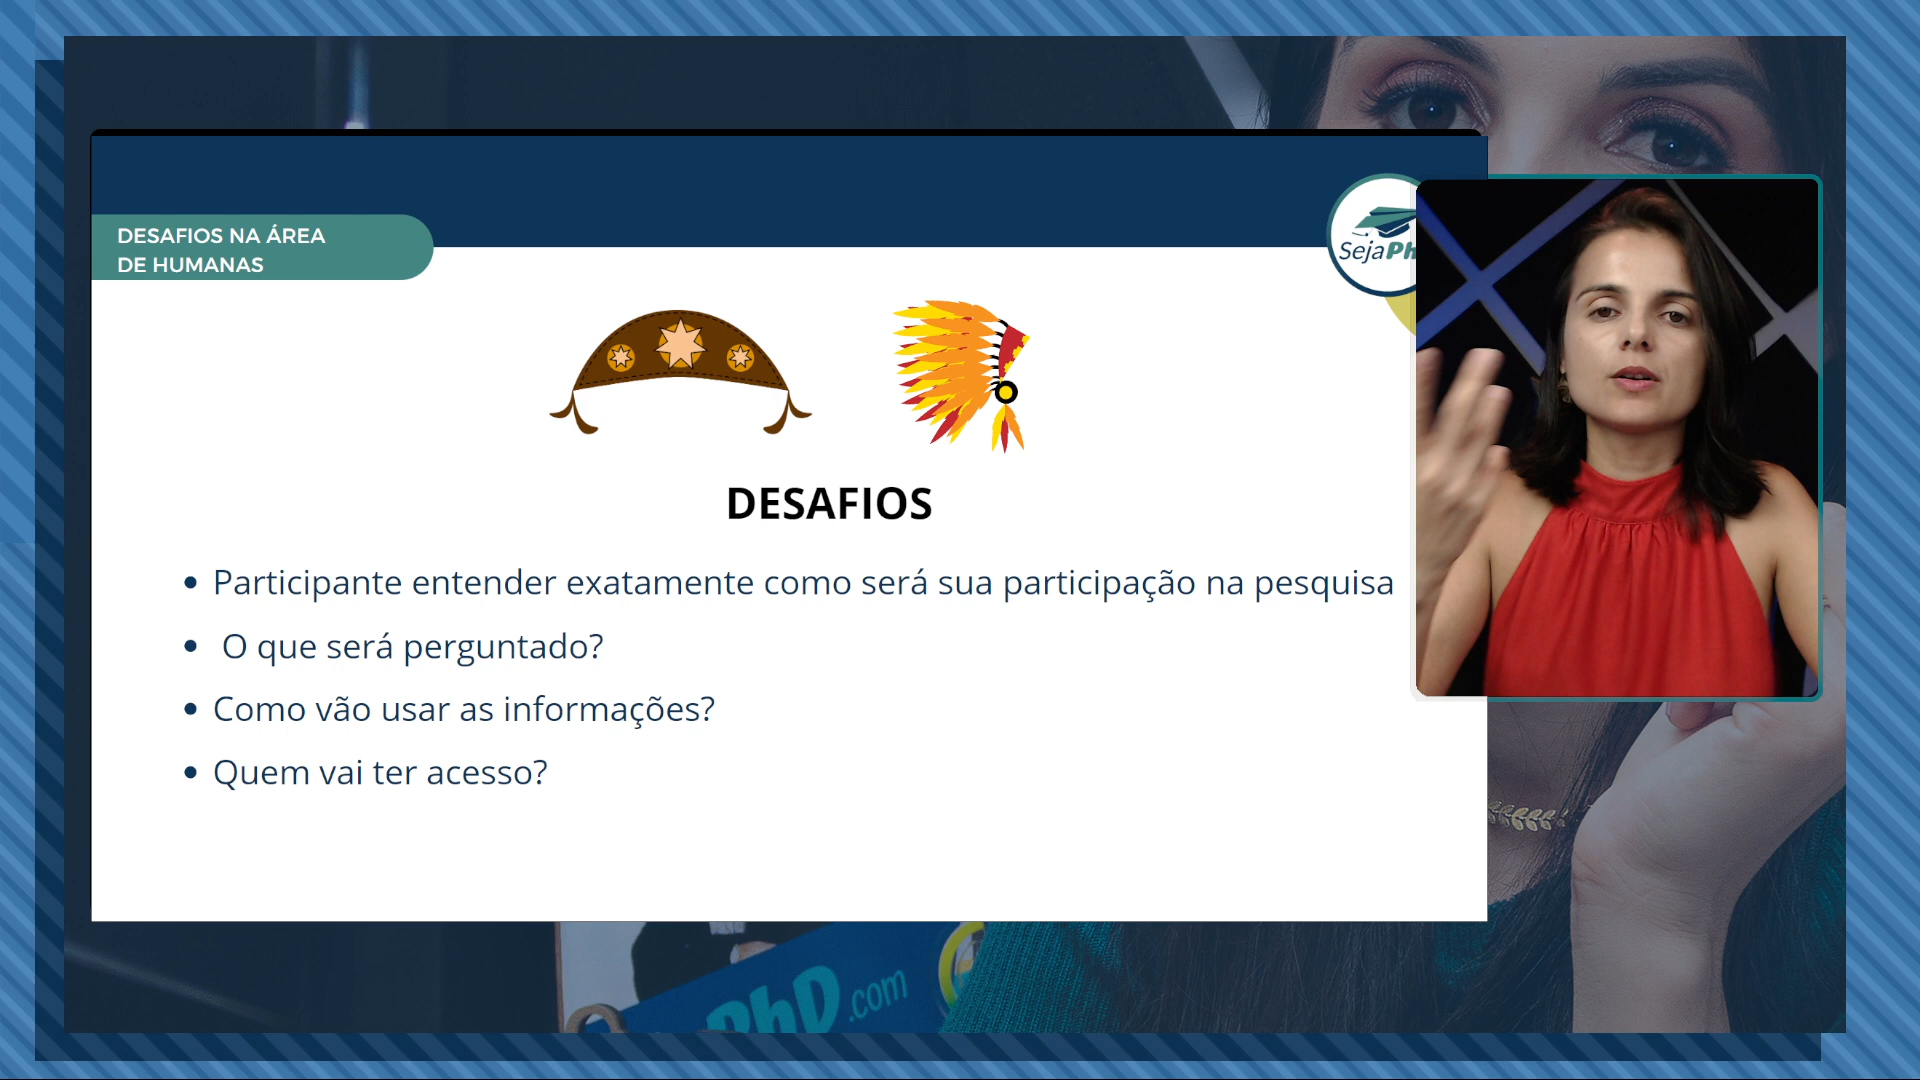 DESAFIOS NA ÁREA
DE HUMANAS
SejaPh
DESAFIOS
• Participante entender exatamente como será sua participação na pesquisa
• O que será perguntado?
• Como vão usar as informações?
• Quem vai ter acesso?
PhD.com